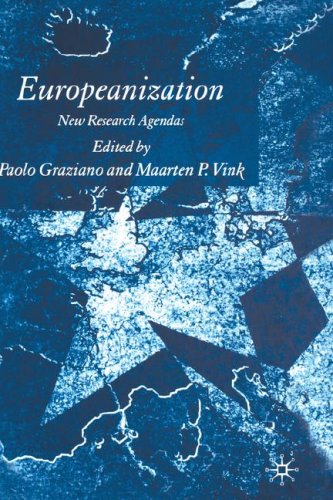 Europeanization
New Research Agendas
Edited by
Paolo Graziano and Maarten P. Vink